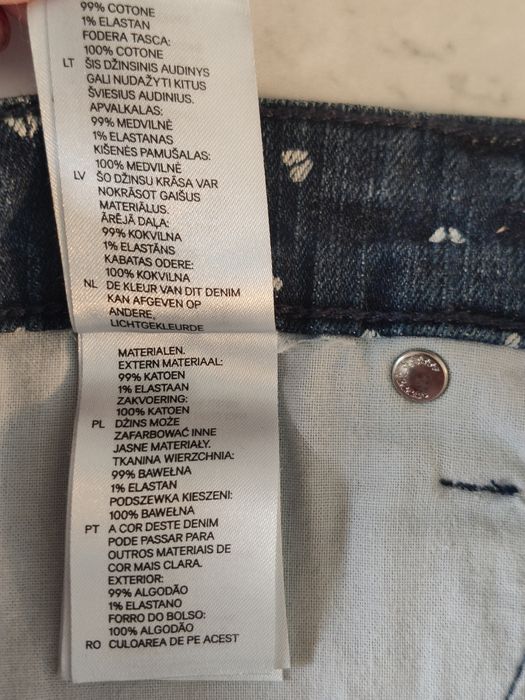 99% COTONE
1% ELASTAN
FODERA TASCA:
100% COTONE
LT ŠIS DŽINSINIS AUDINYS
GALI NUDAŽYTI KITUS
ŠVIESIUS AUDINIUS.
APVALKALAS:
99% MEDVILNĖ
1% ELASTANAS
KIŠENĖS PAMUŠALAS:
100% MEDVILNĖ
LV ŠO DŽINSU KRĀSA VAR
NOKRĀSOT GAIŠUS
MATERIĀLUS.
ĀRĒJĀ DAĻA:
99% KOKVILNA
1% ELASTĀNS
KABATAS ODERE:
100% KOKVILNA
NL DE KLEUR VAN DIT DENIM
KAN AFGEVEN OP
ANDERE,
LICHTGEKLEURDE
MATERIALEN.
EXTERN MATERIAAL:
99% KATOEN
1% ELASTAAN
ZAKVOERING:
100% KATOEN
PL DŻINS MOŻE
ZAFARBOWAĆ INNE
JASNE MATERIAŁY.
TKANINA WIERZCHNIA:
99% BAWEŁNA
1% ELASTAN
PODSZEWKA KIESZENI:
100% BAWEŁNA
PT A COR DESTE DENIM
PODE PASSAR PARA
OUTROS MATERIAIS DE
COR MAIS CLARA.
EXTERIOR:
99% ALGODÃO
1% ELASTANO
FORRO DO BOLSO:
100% ALGODÃO
RO CULOAREA DE PE ACEST